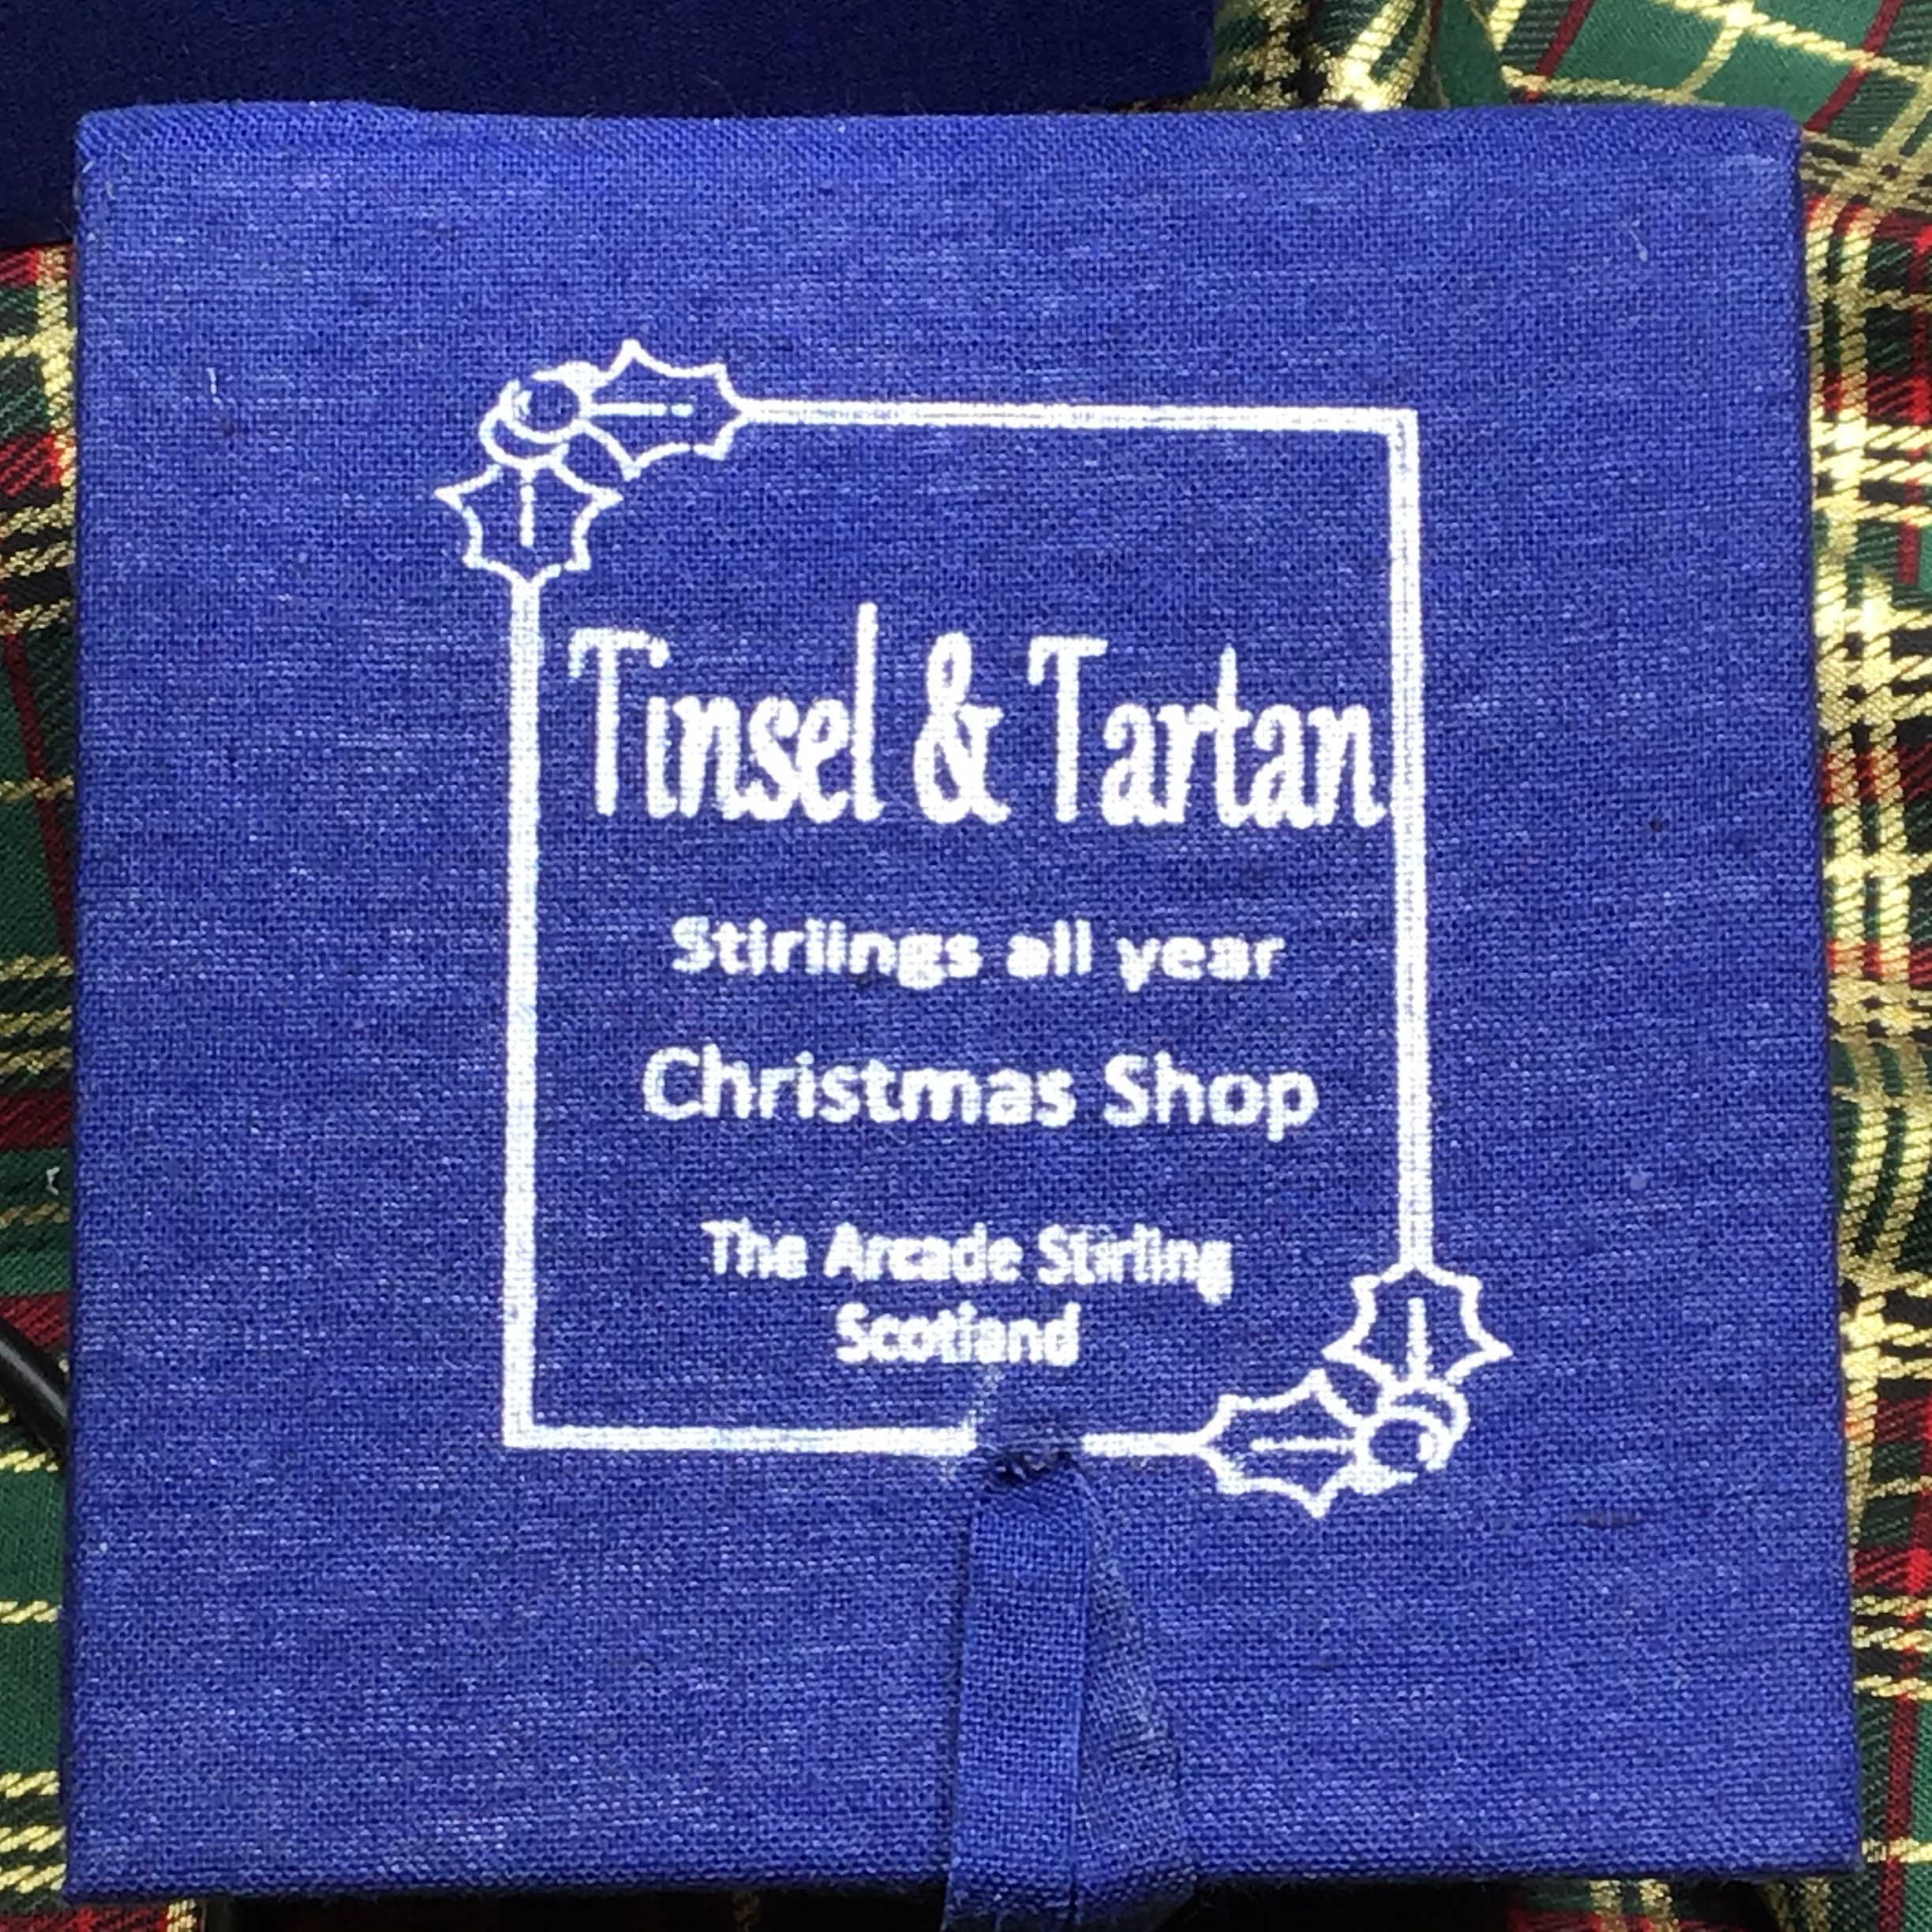 Tinsel & Tartan
Stirlings all year
Christmas Shop
The Arcade Stirling
Scotland